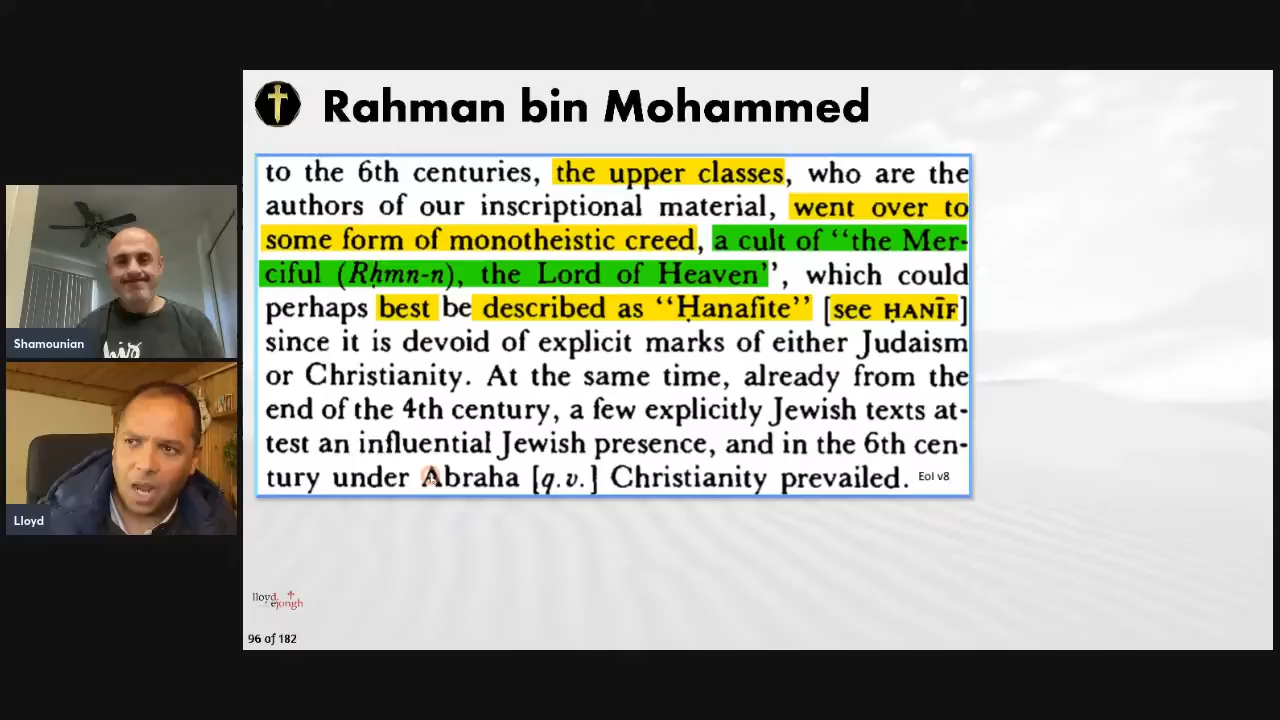 Rahman bin Mohammed
to the 6th centuries, the upper classes, who are the
authors of our inscriptional material, went over to
some form of monotheistic creed, a cult of “the Mer-
ciful (Rḥmn-n), the Lord of Heaven’’, which could
perhaps best be described as “Ḥanafite” [see ḤANĪF]
since it is devoid of explicit marks of either Judaism
or Christianity. At the same time, already from the
end of the 4th century, a few explicitly Jewish texts at-
test an influential Jewish presence, and in the 6th cen-
tury under Abraha [q.v.] Christianity prevailed. EoI v8
Shamounian
Lloyd
lloyd
ejongh
96 of 182